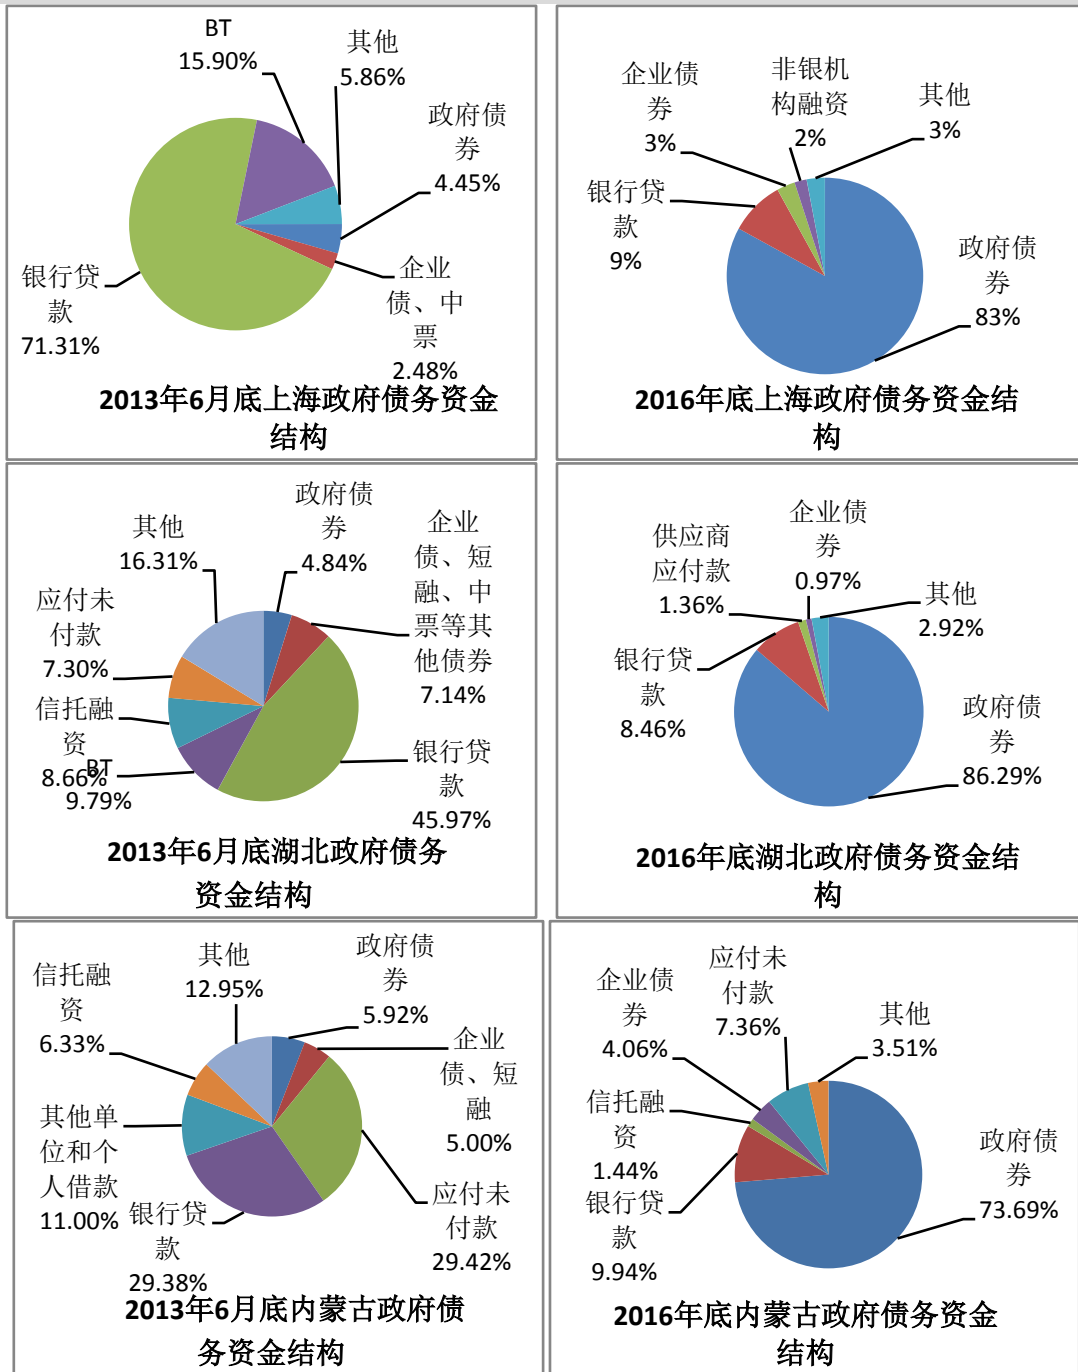 BT
15.90%
其他
5.86%
政府债
券
4.45%
企业
债、中
票
2.48%
银行贷
款
71.31%
2013年6月底上海政府债务资金
结构
企业债
券
3%
非银机
构融资
2%
其他
3%
银行贷
款
9%
政府债
券
83%
2016年底上海政府债务资金结
构
其他
16.31%
政府债
券
4.84%
企业
债、短
融、中
票等其
他债券
7.14%
应付未
付款
7.30%
信托融
资
8.66%
BT
9.79%
银行贷
款
45.97%
2013年6月底湖北政府债务
资金结构
供应商
应付款
1.36%
企业债
券
0.97%
其他
2.92%
银行贷
款
8.46%
政府债
券
86.29%
2016年底湖北政府债务资金结
构
信托融
资
6.33%
其他
12.95%
政府债
券
5.92%
企业
债、短
融
5.00%
其他单
位和个
人借款
11.00%
银行贷
款
29.38%
应付未
付款
29.42%
2013年6月底内蒙古政府债
务资金结构
企业债
券
4.06%
应付未
付款
7.36%
其他
3.51%
信托融
资
1.44%
银行贷
款
9.94%
政府债
券
73.69%
2016年底内蒙古政府债务资金
结构